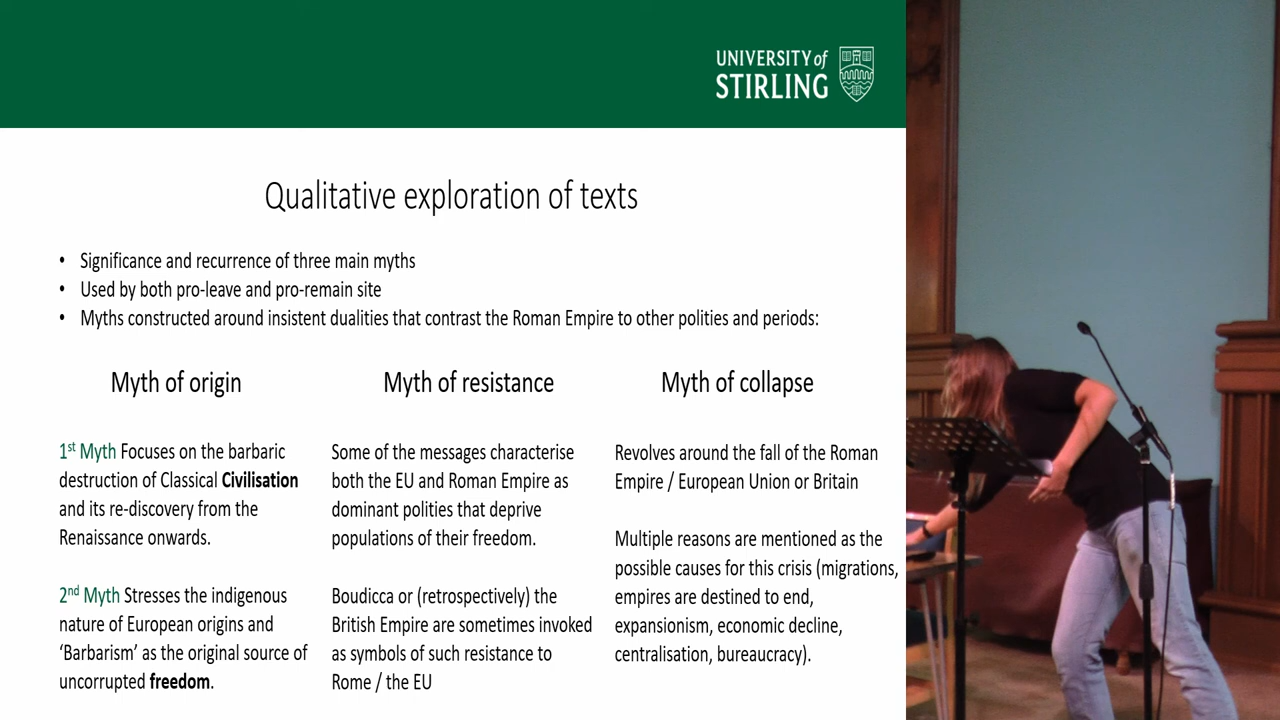 UNIVERSITY of
STIRLING
Qualitative exploration of texts
• Significance and recurrence of three main myths
• Used by both pro-leave and pro-remain site
• Myths constructed around insistent dualities that contrast the Roman Empire to other polities and periods:
Myth of origin
1st Myth Focuses on the barbaric
destruction of Classical Civilisation
and its re-discovery from the
Renaissance onwards.
2nd Myth Stresses the indigenous
nature of European origins and
‘Barbarism’ as the original source of
uncorrupted freedom.
Myth of resistance
Some of the messages characterise
both the EU and Roman Empire as
dominant polities that deprive
populations of their freedom.
Boudicca or (retrospectively) the
British Empire are sometimes invoked
as symbols of such resistance to
Rome / the EU
Myth of collapse
Revolves around the fall of the Roman
Empire / European Union or Britain
Multiple reasons are mentioned as the
possible causes for this crisis (migrations,
empires are destined to end,
expansionism, economic decline,
centralisation, bureaucracy).